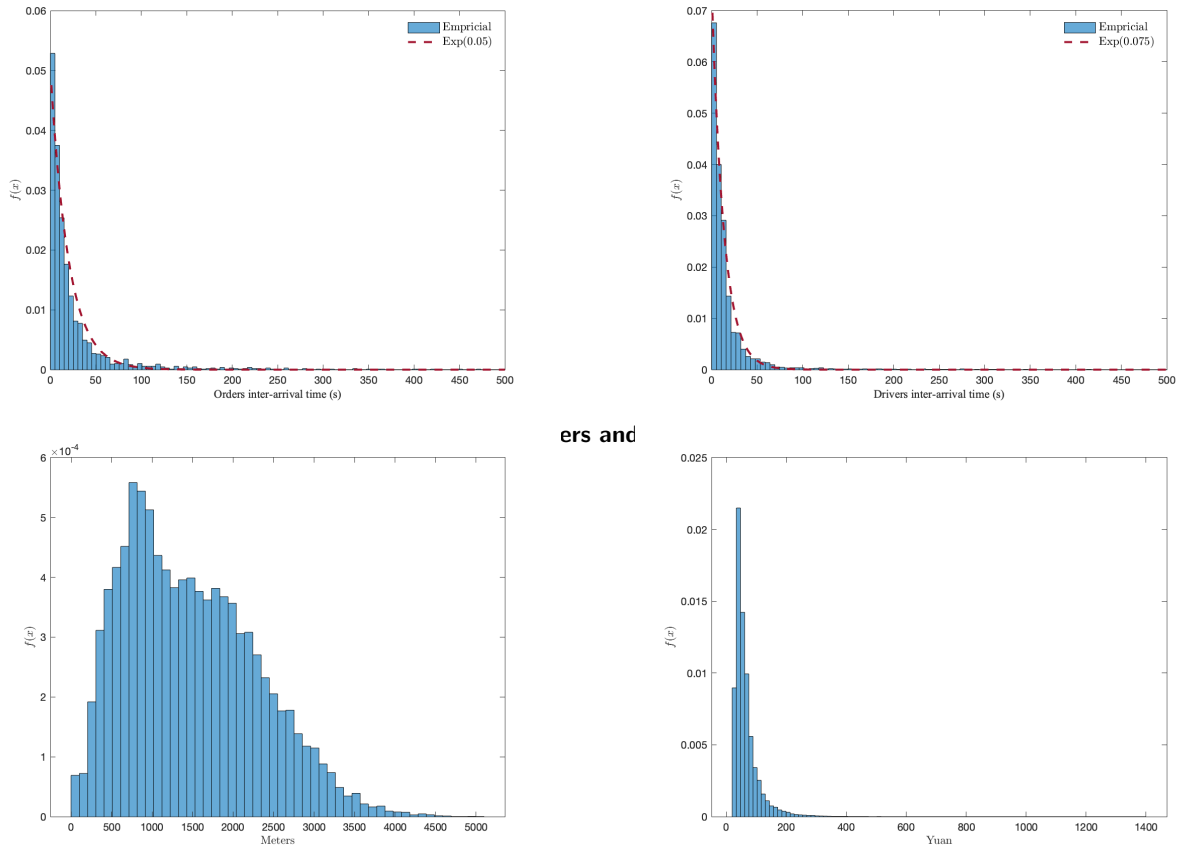 0.06
0.05
0.04
0.03
0.02
0.01
0
f(x)
0 50 100 150 200 250 300 350 400 450 500
Orders inter-arrival time (s)
Empricial
Exp(0.05)
0.07
0.06
0.05
0.04
0.03
0.02
0.01
0
f(x)
0 50 100 150 200 250 300 350 400 450 500
Drivers inter-arrival time (s)
Empricial
Exp(0.075)
ers and
×10⁻⁴
6
5
4
3
2
1
0
f(x)
0 500 1000 1500 2000 2500 3000 3500 4000 4500 5000
Meters
0.025
0.02
0.015
0.01
0.005
0
f(x)
0 200 400 600 800 1000 1200 1400
Yuan